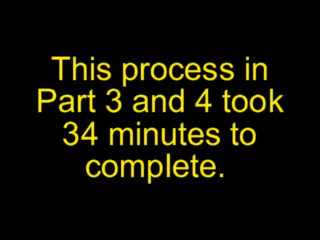 This process in
Part 3 and 4 took
34 minutes to
complete.